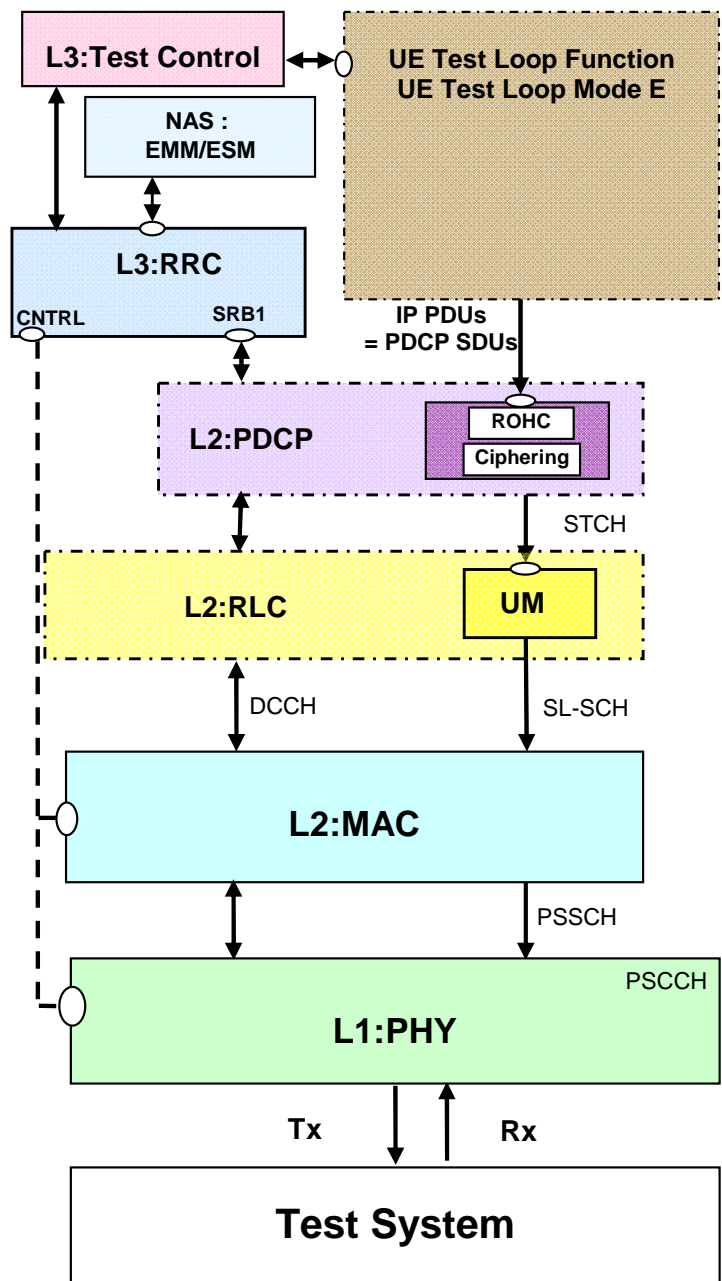 L3:Test Control
UE Test Loop Function
UE Test Loop Mode E
NAS :
EMM/ESM
L3:RRC
CNTRL
SRB1
IP PDUs
= PDCP SDUs
L2:PDCP
ROHC
Ciphering
STCH
L2:RLC
UM
DCCH
SL-SCH
L2:MAC
PSSCH
PSCCH
L1:PHY
Tx
Rx
Test System